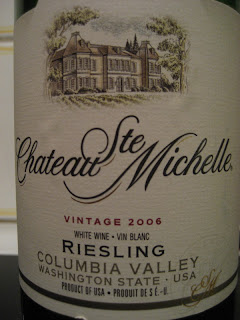 Chateau Ste Michelle®
VINTAGE 2006
WHITE WINE • VIN BLANC
RIESLING
COLUMBIA VALLEY
WASHINGTON STATE - USA
PRODUCT OF USA • PRODUIT DE S É.-U.